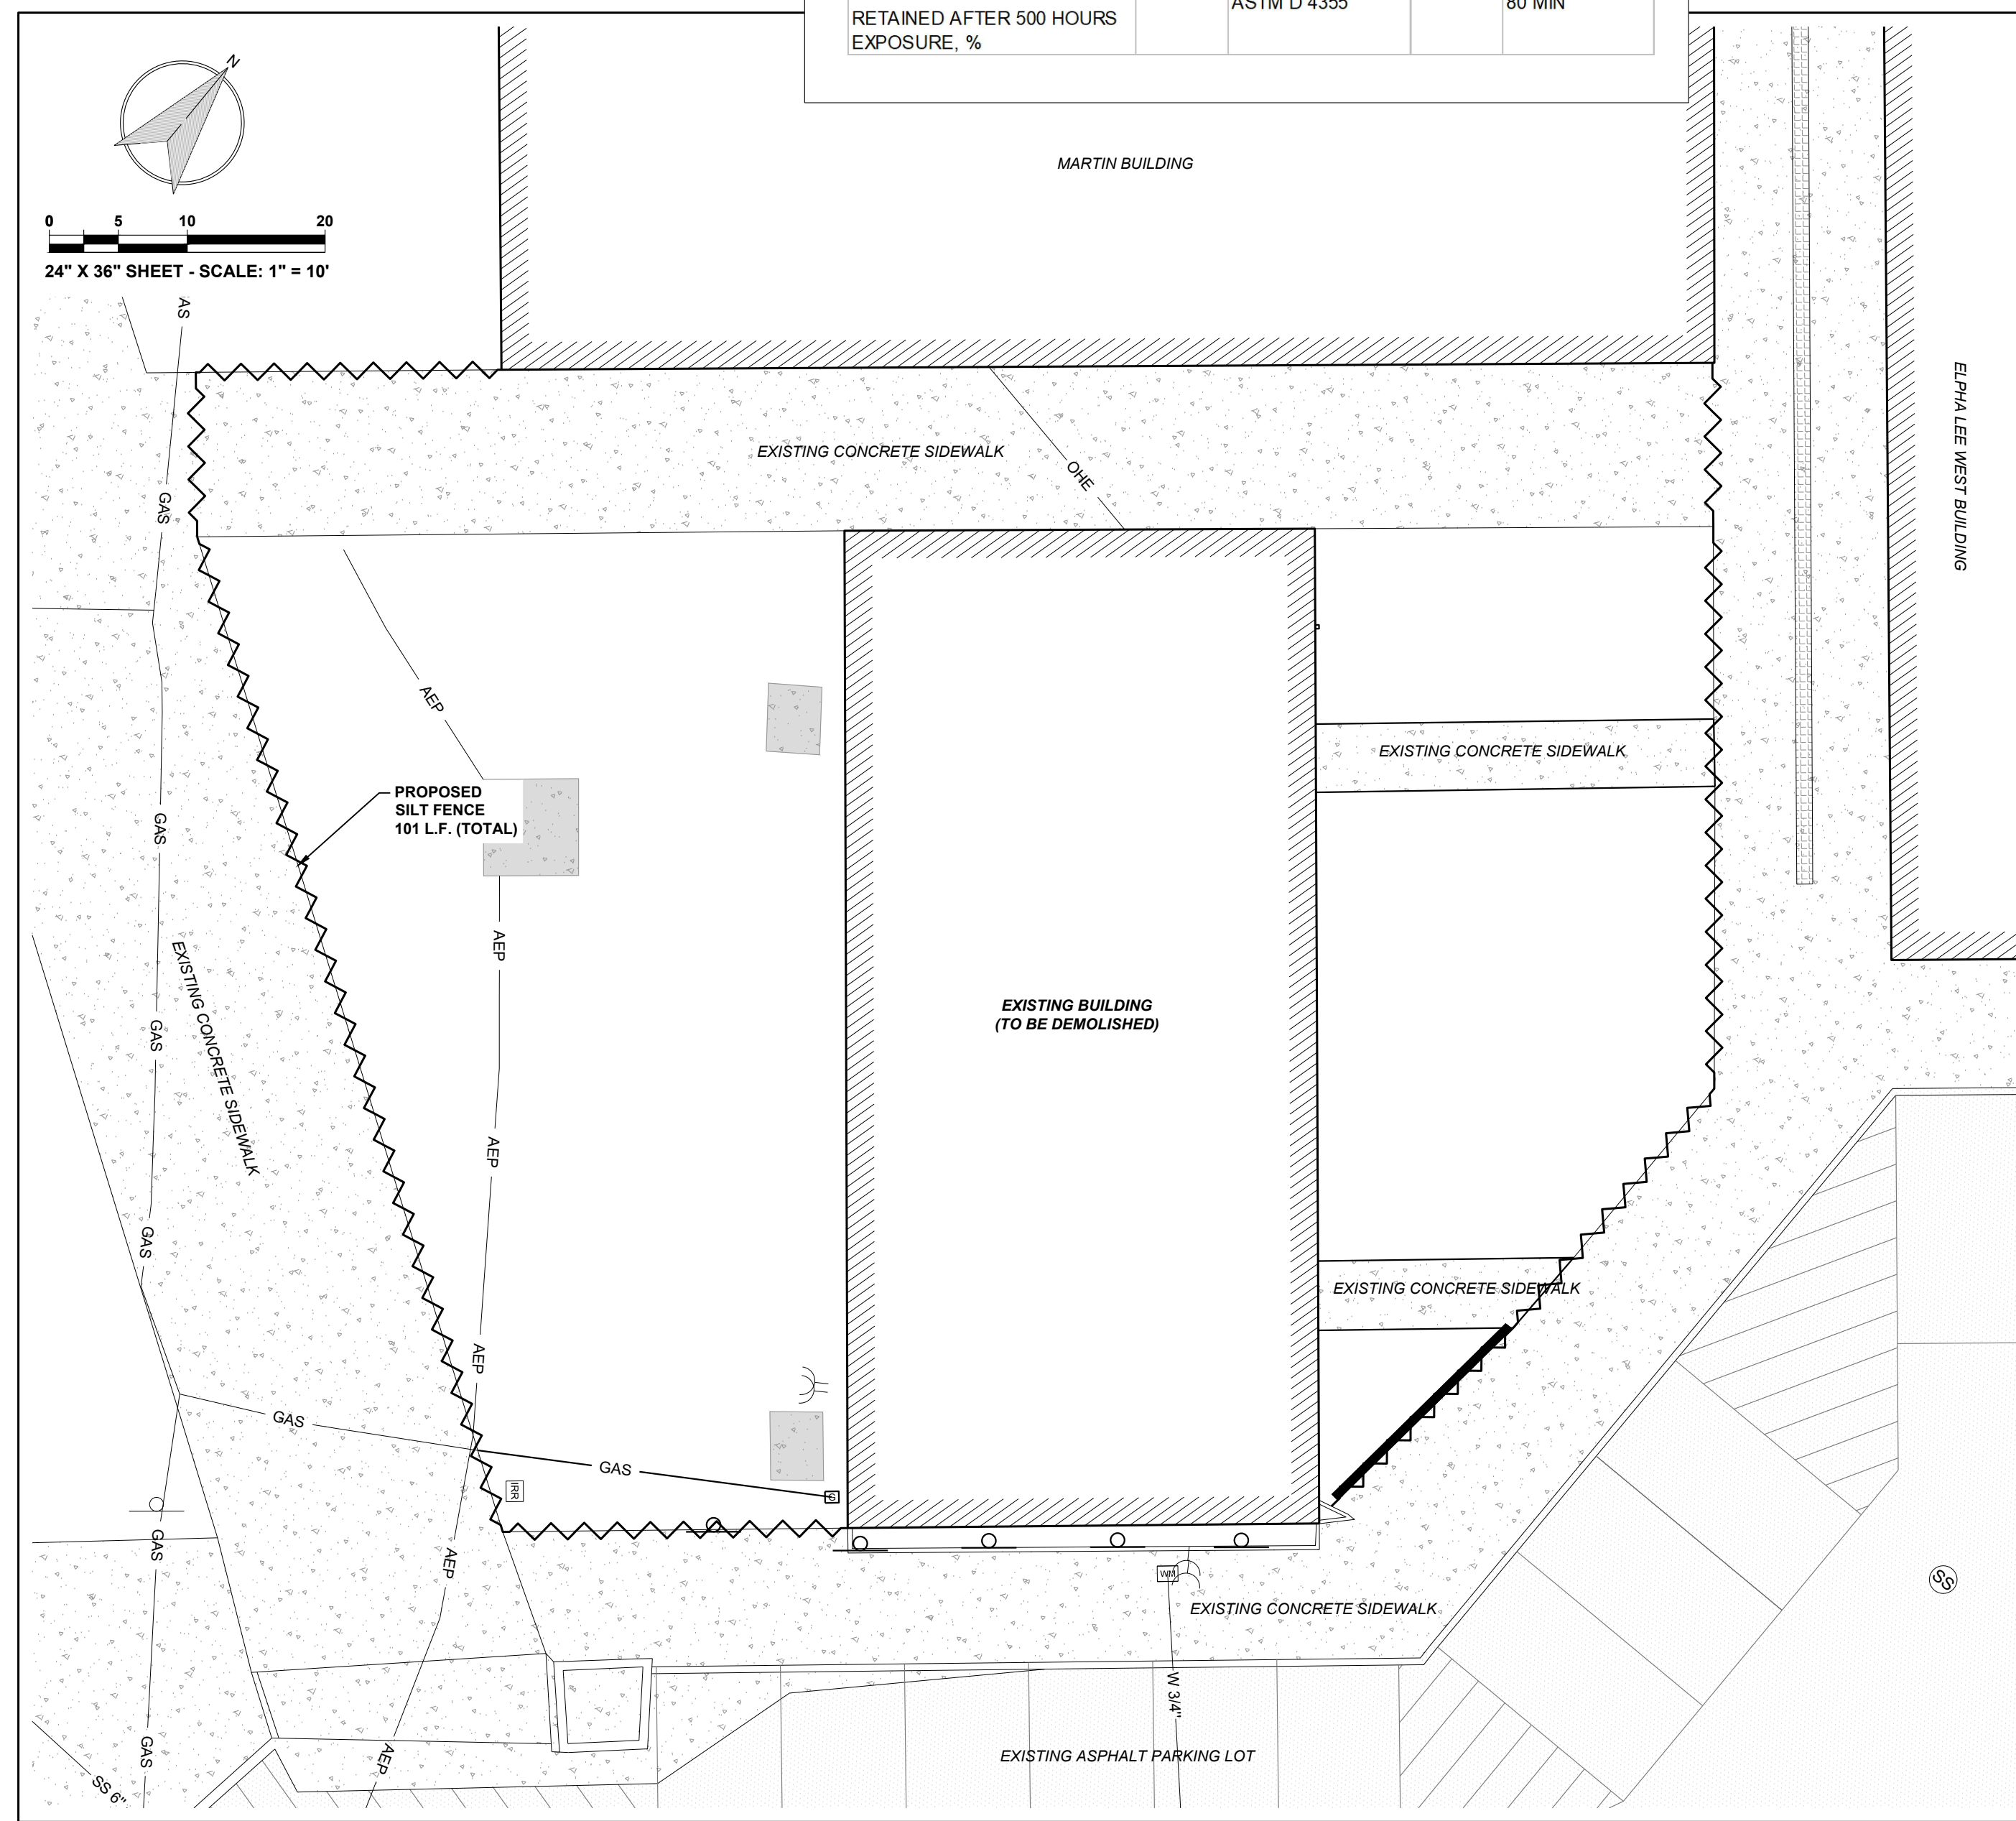 ASTM D 4355
80 MIN
RETAINED AFTER 500 HOURS
EXPOSURE, %
N
0 5 10 20
24" X 36" SHEET - SCALE: 1" = 10'
MARTIN BUILDING
AS
ELPHA LEE WEST BUILDING
EXISTING CONCRETE SIDEWALK
OHE
GAS
AEP
EXISTING CONCRETE SIDEWALK
PROPOSED
SILT FENCE
101 L.F. (TOTAL)
GAS
AEP
EXISTING CONCRETE SIDEWALK
EXISTING BUILDING
(TO BE DEMOLISHED)
GAS
AEP
GAS
EXISTING CONCRETE SIDEWALK
AEP
GAS
GAS
IRR
G
GAS
AEP
WM
SS
EXISTING CONCRETE SIDEWALK
W 3/4"
GAS
AEP
EXISTING ASPHALT PARKING LOT
SS 6"